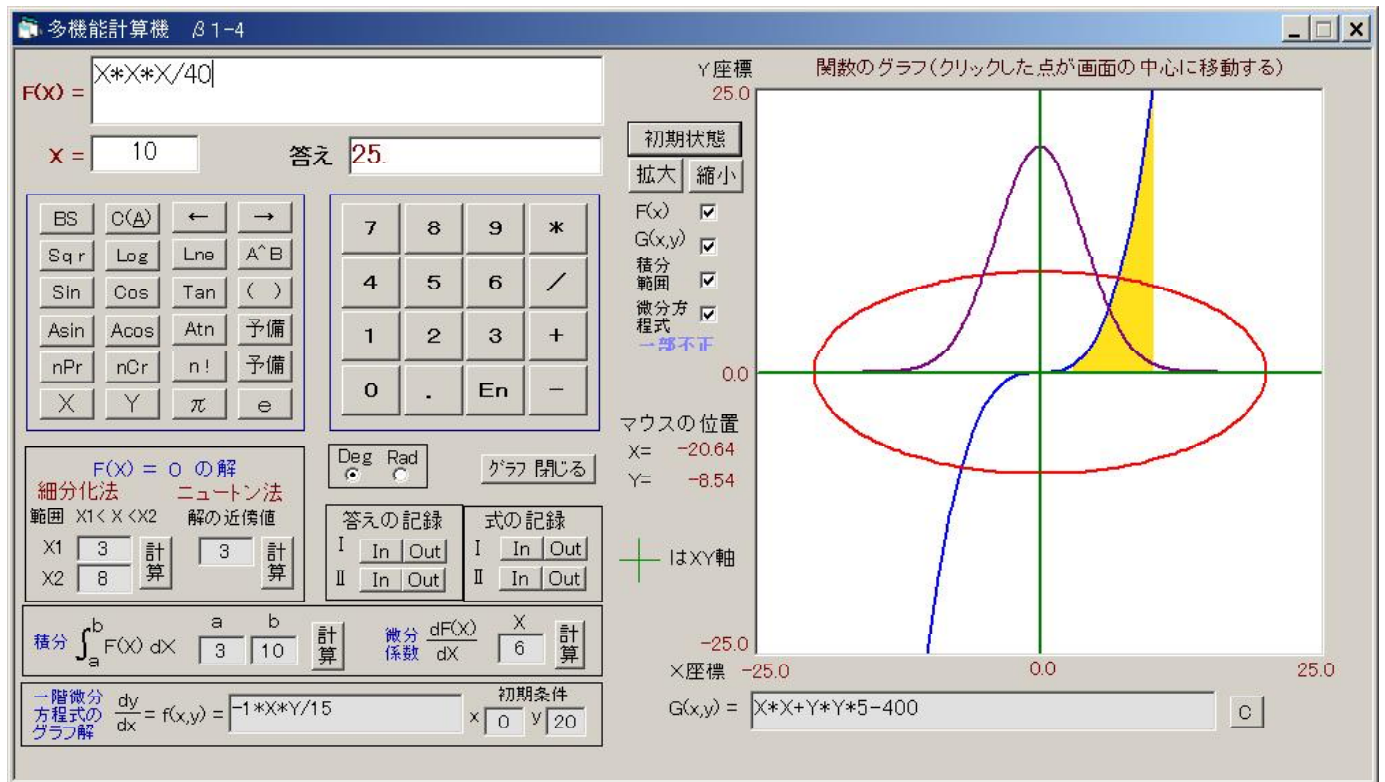 多機能計算機 β1-4
F(x) = X*X*X/40
x = 10 答え 25.
BS C(A) ← →
Sqr Log Lne A^B
Sin Cos Tan ( )
Asin Acos Atn 予備
nPr nCr n! 予備
X Y π e
7 8 9 *
4 5 6 /
1 2 3 +
0 . En -
F(X) = 0 の解
細分化法 ニュートン法
範囲 X1< X <X2 解の近傍値
X1 3 計算 3 計算
X2 8
Deg Rad グラフ 閉じる
答えの記録 式の記録
I In Out I In Out
II In Out II In Out
積分 ∫ab F(X) dX a 3 b 10 計算 微分係数 dF(X)/dX X 6 計算
一階微分方程式のグラフ解 dy/dx = f(x,y) = -1*X*Y/15 初期条件 x 0 y 20
Y座標 関数のグラフ(クリックした点が画面の中心に移動する)
25.0
初期状態
拡大 縮小
F(x)
G(x,y)
積分範囲
微分方程式
一部不正
0.0
マウスの位置
X= -20.64
Y= -8.54
はXY軸
-25.0
X座標 -25.0 0.0 25.0
G(x,y) = X*X+Y*Y*5-400 C